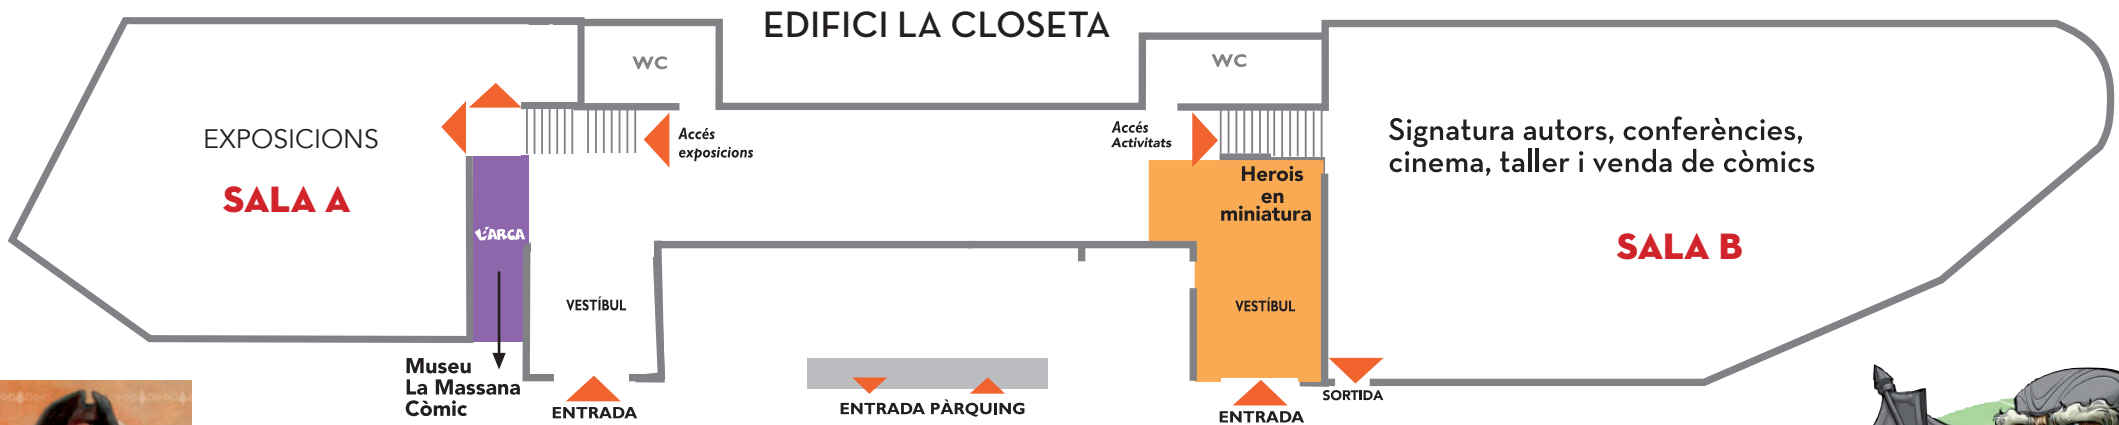 EDIFICI LA CLOSETA
WC
WC
EXPOSICIONS
SALA A
Accés
exposicions
Accés
Activitats
Signatura autors, conferències,
cinema, taller i venda de còmics
SALA B
Herois
en
miniatura
L'ARCA
VESTÍBUL
VESTÍBUL
Museu
La Massana
Còmic
ENTRADA
ENTRADA PÀRQUING
ENTRADA
SORTIDA